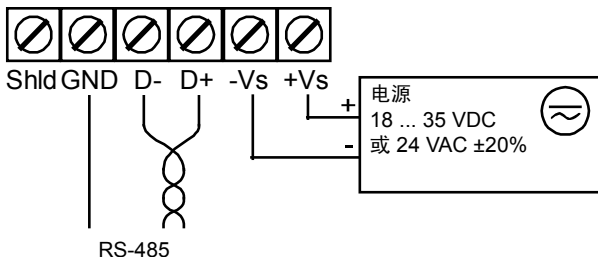 Shld GND D- D+ -Vs +Vs
+
-
电源
18 ... 35 VDC
或 24 VAC ±20%
RS-485